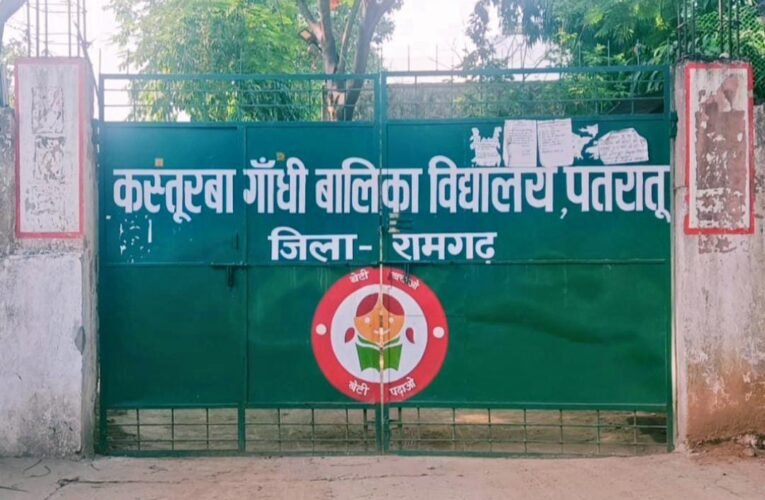 कस्तूरबा गाँधी बालिका विद्यालय, पतरातू
जिला- रामगढ़
बेटी बचाओ
बेटी पढ़ाओ